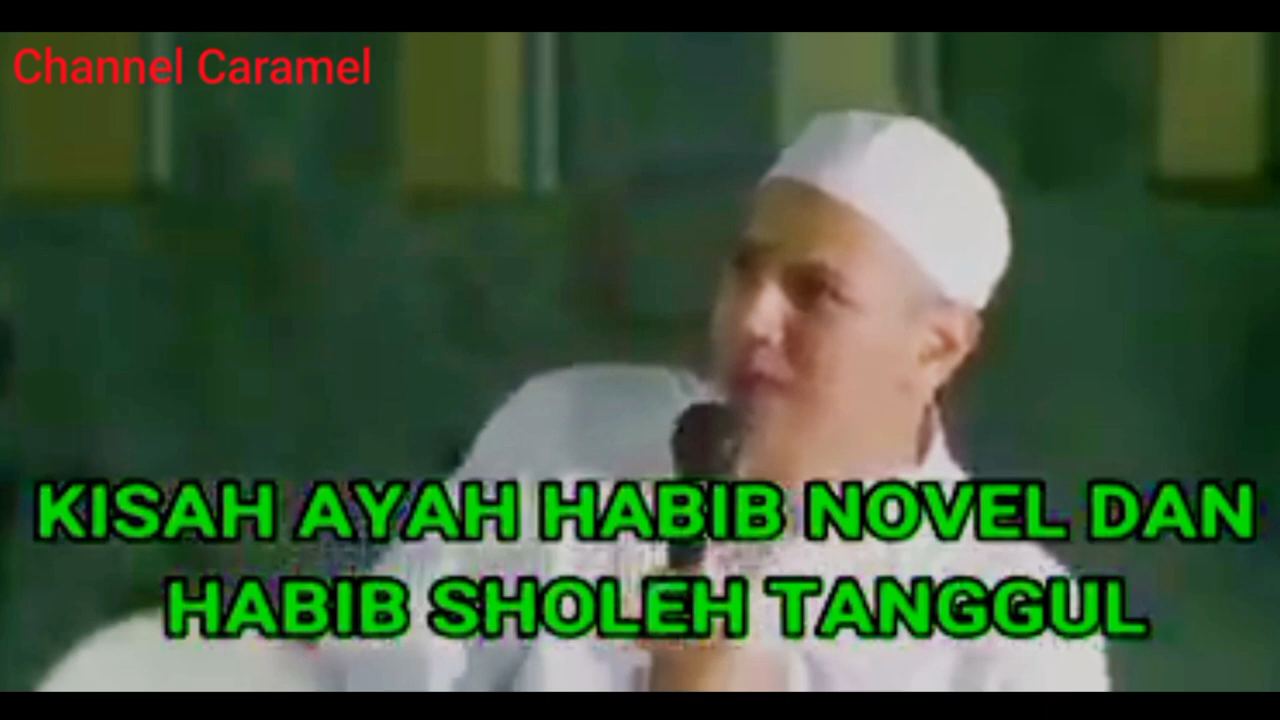 Channel Caramel
KISAH AYAH HABIB NOVEL DAN
HABIB SHOLEH TANGGUL